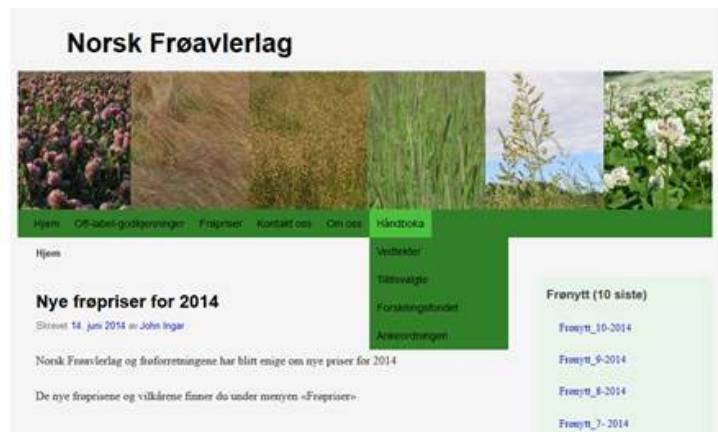 Norsk Frøavlerlag
Hjem Off-label-godkjenninger Frøpriser Kontakt oss Om oss Håndboka
Vedtekter
Tillitsvalgte
Forskningsfondet
Ankeordningen
Hjem
Nye frøpriser for 2014
Skrevet 14. juni 2014 av John Ingar
Norsk Frøavlerlag og frøforretningene har blitt enige om nye priser for 2014
De nye frøprisene og vilkårene finner du under menyen «Frøpriser»
Frønytt (10 siste)
Frønytt_10-2014
Frønytt_9-2014
Frønytt_8-2014
Frønytt_7- 2014